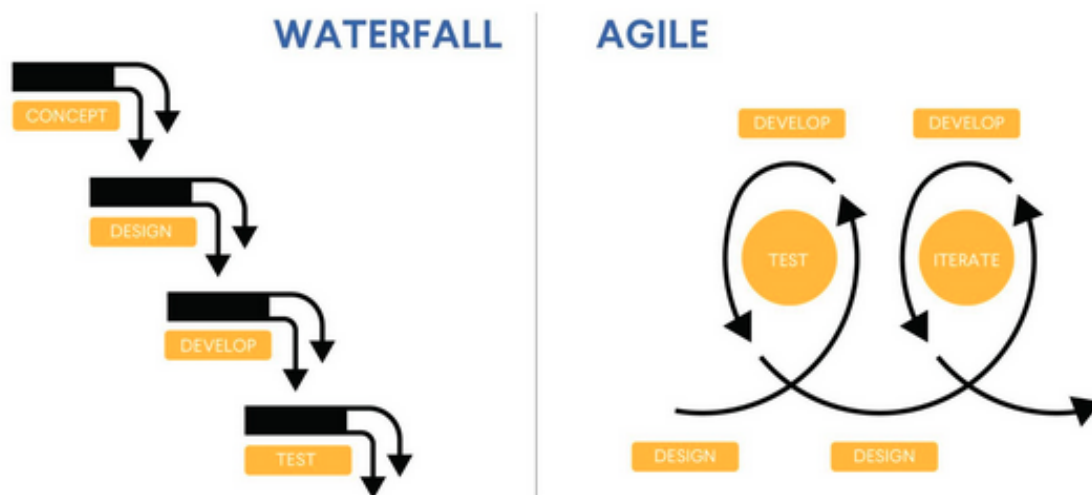 WATERFALL
CONCEPT
DESIGN
DEVELOP
TEST
AGILE
DEVELOP
DEVELOP
TEST
ITERATE
DESIGN
DESIGN